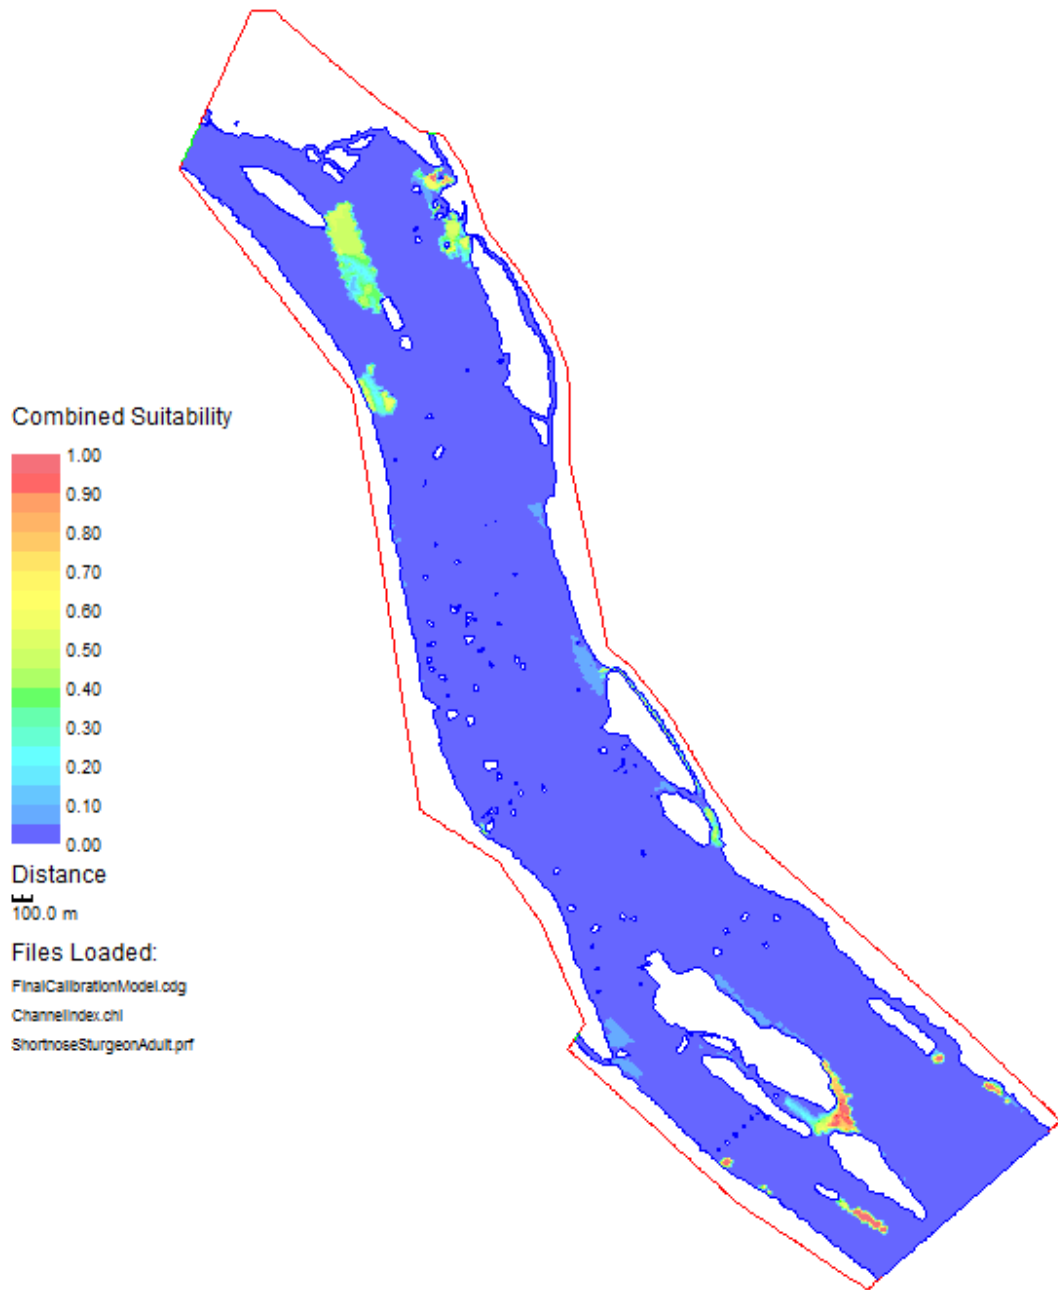 Combined Suitability
1.00
0.90
0.80
0.70
0.60
0.50
0.40
0.30
0.20
0.10
0.00
Distance
100.0 m
Files Loaded:
FinalCalibrationModel.cdg
ChannelIndex.chi
ShortnoseSturgeonAdult.prf